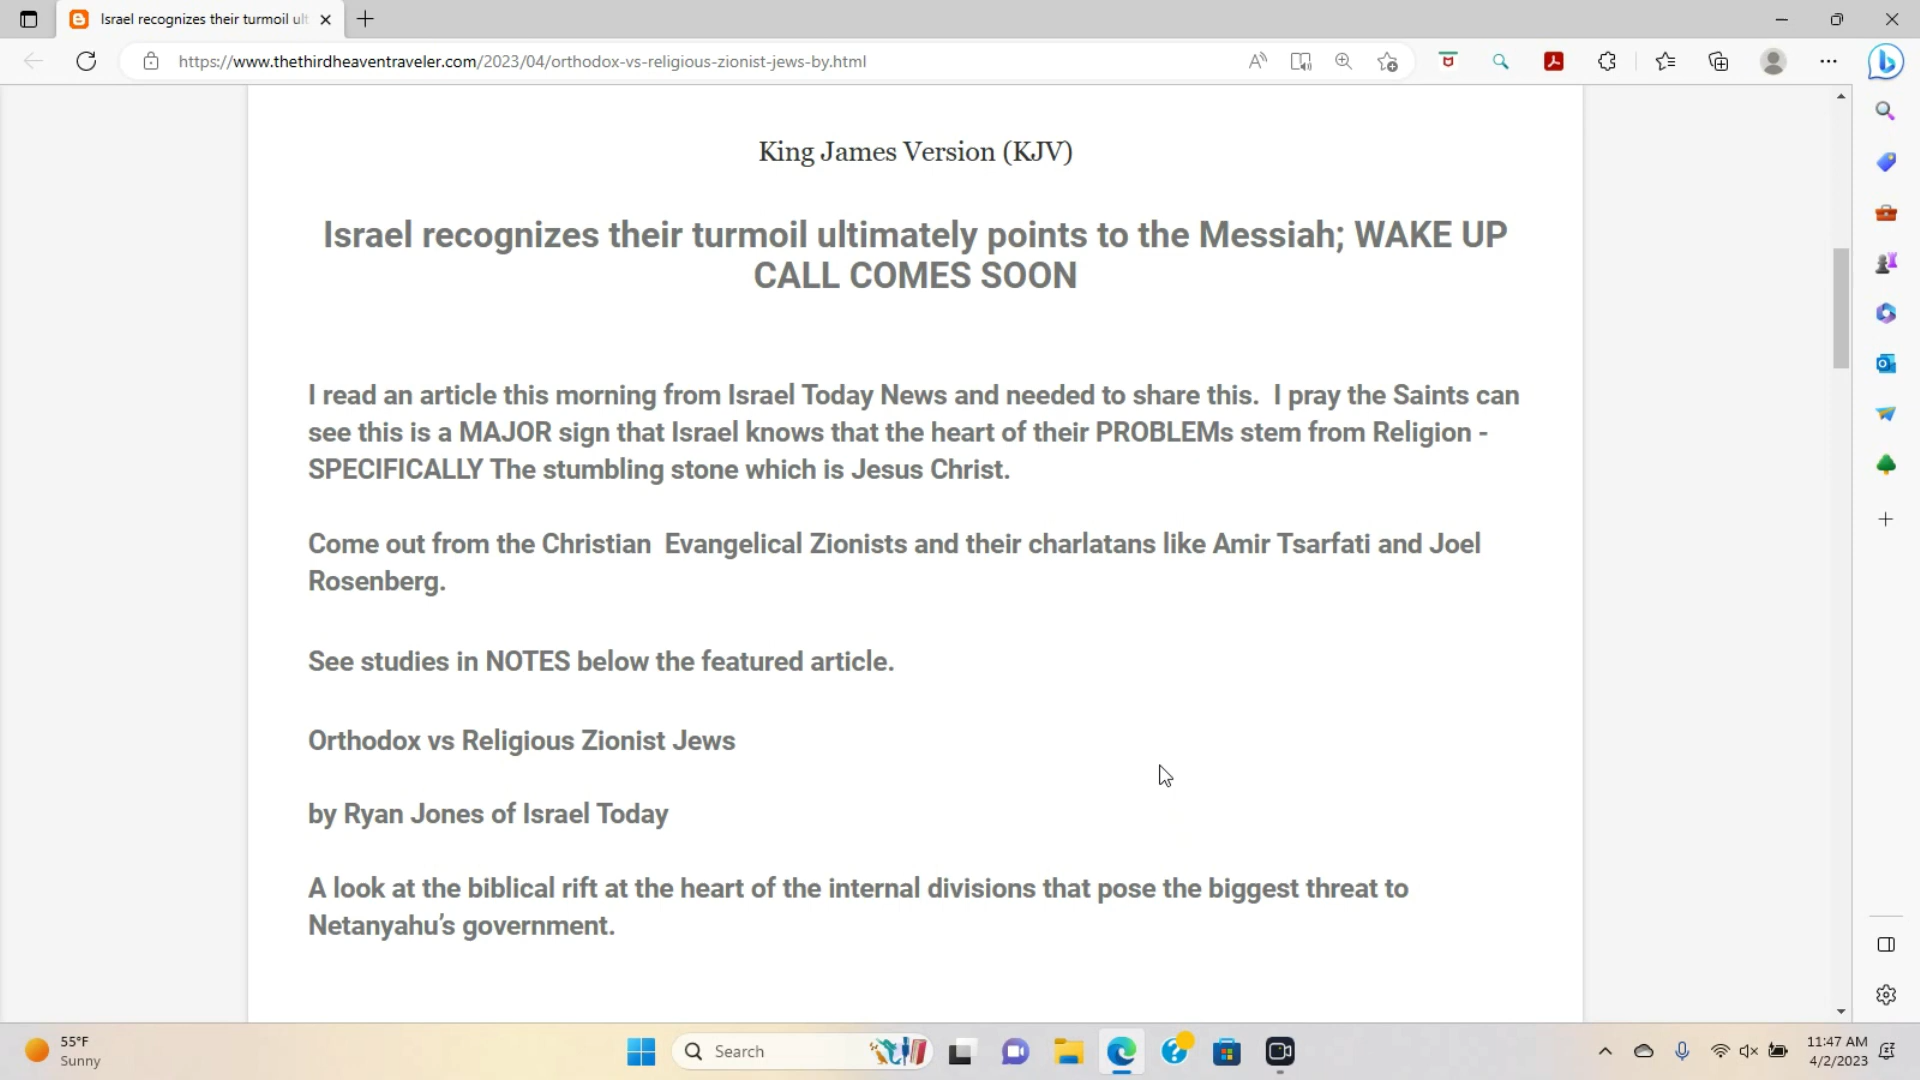 Israel recognizes their turmoil ult
https://www.thethirdheaventraveler.com/2023/04/orthodox-vs-religious-zionist-jews-by.html
King James Version (KJV)
Israel recognizes their turmoil ultimately points to the Messiah; WAKE UP
CALL COMES SOON
I read an article this morning from Israel Today News and needed to share this.  I pray the Saints can
see this is a MAJOR sign that Israel knows that the heart of their PROBLEMs stem from Religion -
SPECIFICALLY The stumbling stone which is Jesus Christ.
Come out from the Christian  Evangelical Zionists and their charlatans like Amir Tsarfati and Joel
Rosenberg.
See studies in NOTES below the featured article.
Orthodox vs Religious Zionist Jews
by Ryan Jones of Israel Today
A look at the biblical rift at the heart of the internal divisions that pose the biggest threat to
Netanyahu’s government.
55°F
Sunny
Search
11:47 AM
4/2/2023